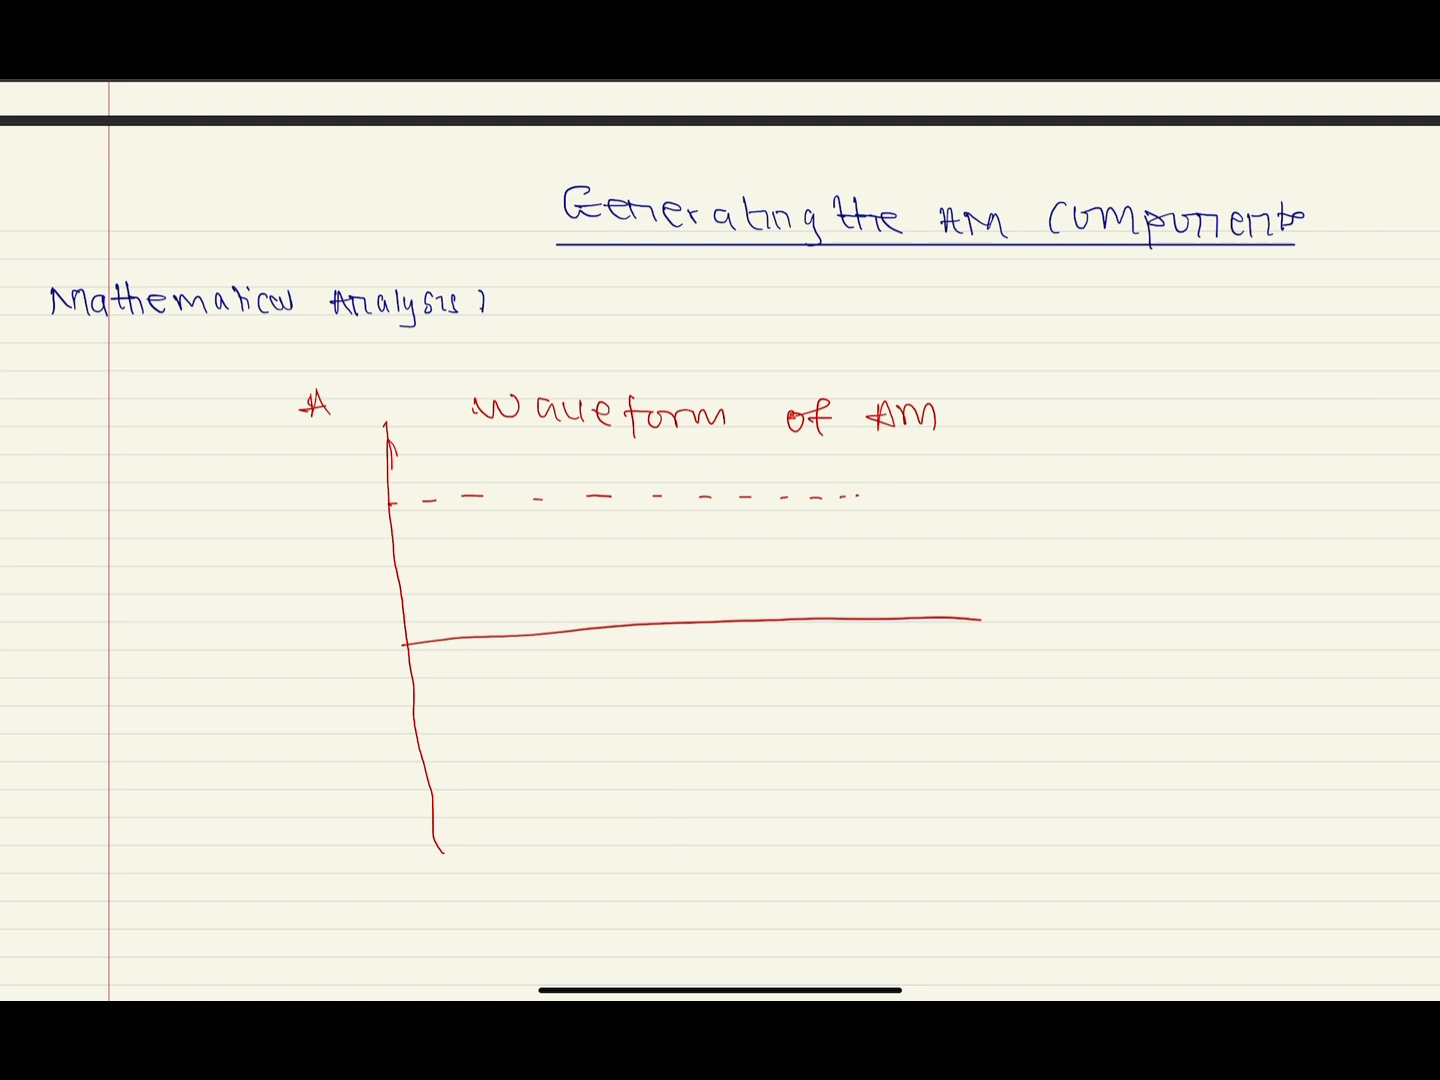 Generating the AM Components
Mathematical Analysis:
A Waveform of AM